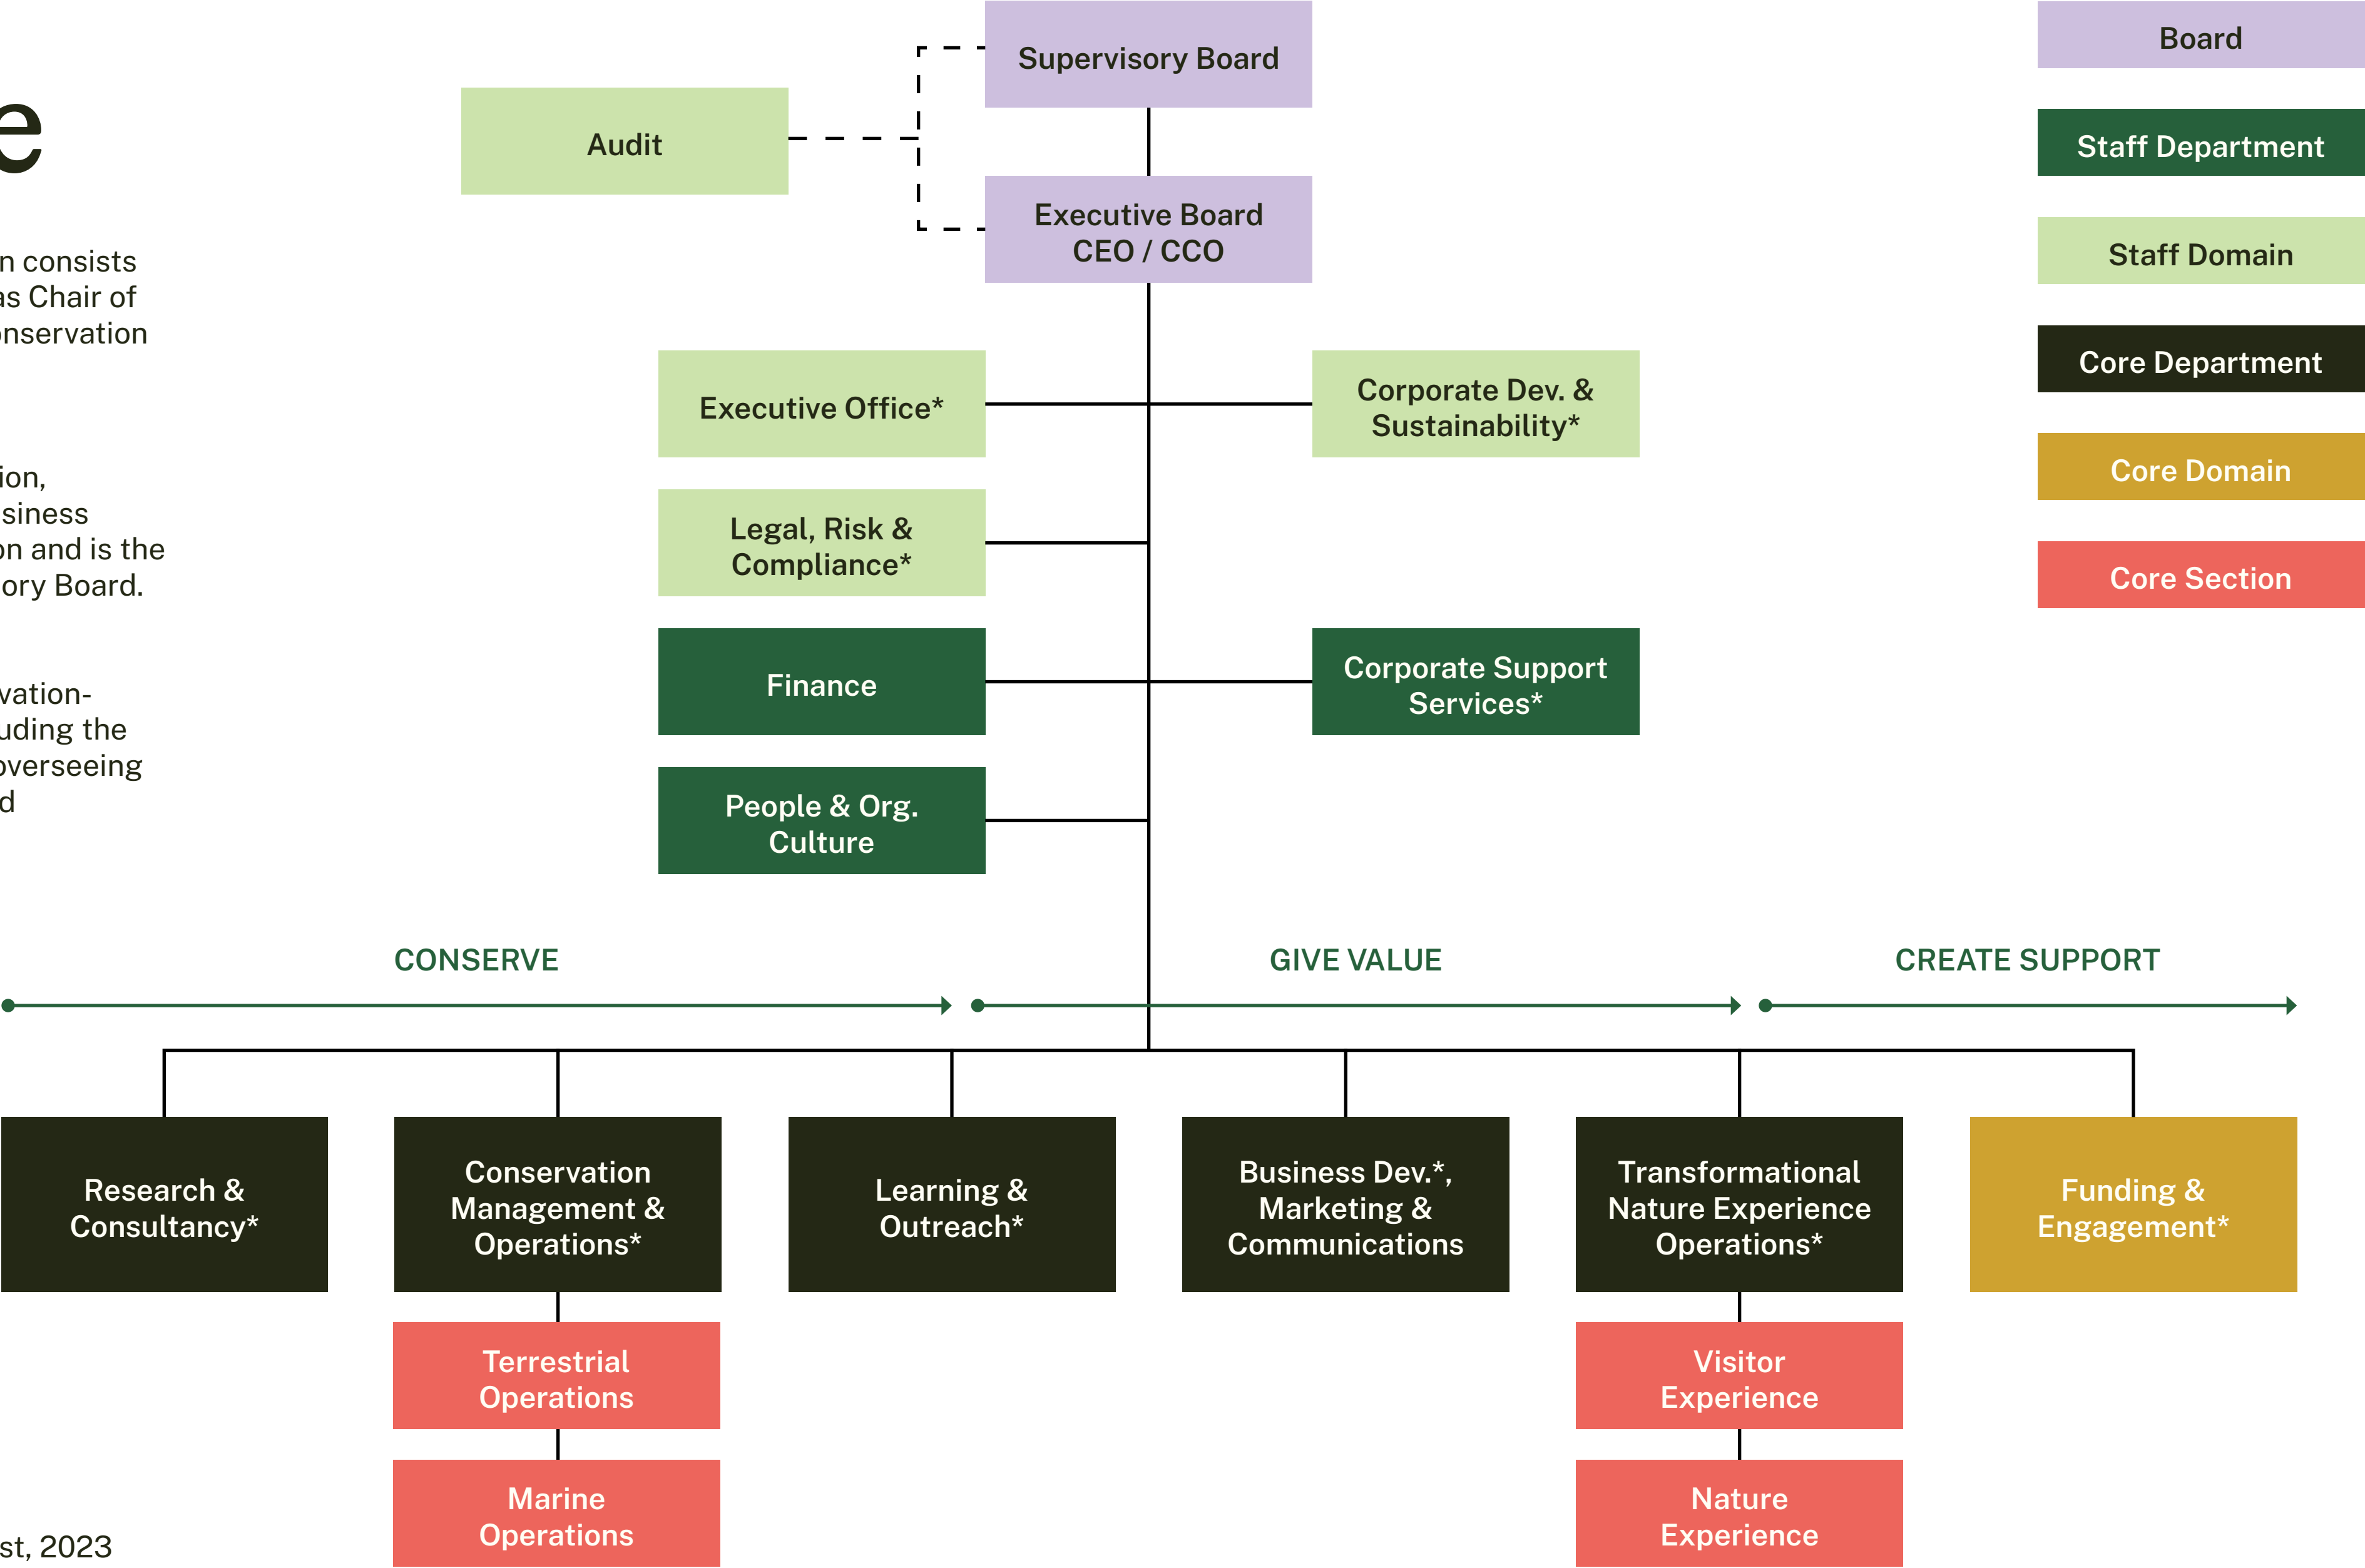 e
n consists
as Chair of
onservation
ion,
siness
on and is the
ory Board.
vation-
uding the
overseeing
d
st, 2023
Supervisory Board
Audit
Executive Board
CEO / CCO
Executive Office*
Corporate Dev. &
Sustainability*
Legal, Risk &
Compliance*
Finance
Corporate Support
Services*
People & Org.
Culture
Board
Staff Department
Staff Domain
Core Department
Core Domain
Core Section
CONSERVE
GIVE VALUE
CREATE SUPPORT
Research &
Consultancy*
Conservation
Management &
Operations*
Learning &
Outreach*
Business Dev.*,
Marketing &
Communications
Transformational
Nature Experience
Operations*
Funding &
Engagement*
Terrestrial
Operations
Marine
Operations
Visitor
Experience
Nature
Experience